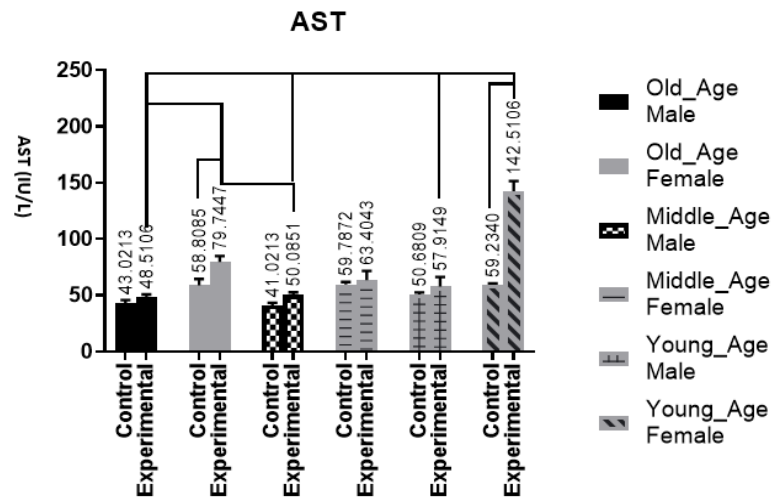 AST
AST (IU/L)
250
200
150
100
50
0
43.0213
48.5106
58.8085
79.7447
41.0213
50.0851
59.7872
63.4043
50.6809
57.9149
59.2340
142.5106
Control
Experimental
Control
Experimental
Control
Experimental
Control
Experimental
Control
Experimental
Control
Experimental
Old_Age
Male
Old_Age
Female
Middle_Age
Male
Middle_Age
Female
Young_Age
Male
Young_Age
Female